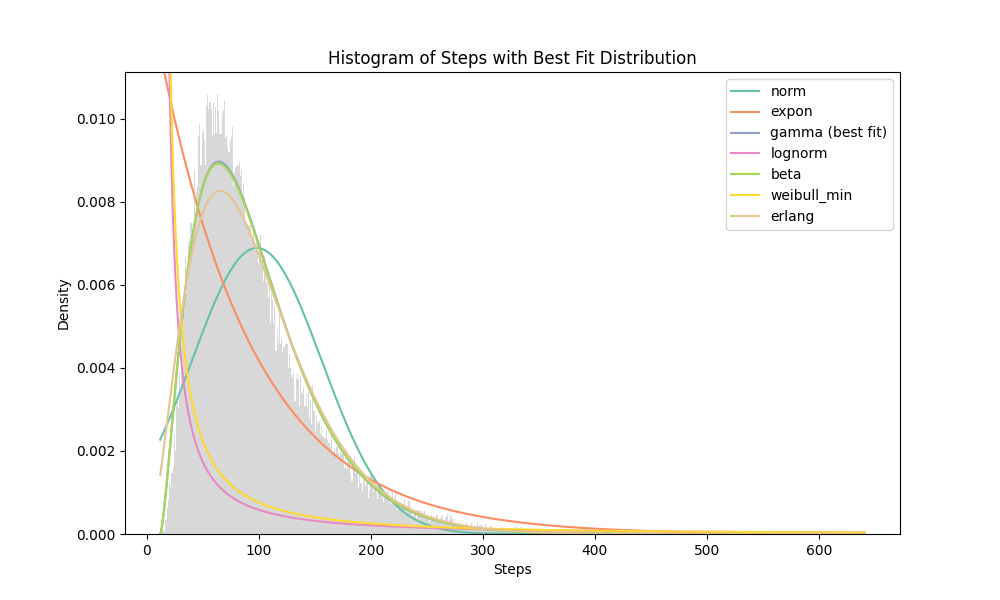 Histogram of Steps with Best Fit Distribution
norm
expon
gamma (best fit)
lognorm
beta
weibull_min
erlang
0.010
0.008
0.006
0.004
0.002
0.000
Density
0 100 200 300 400 500 600
Steps